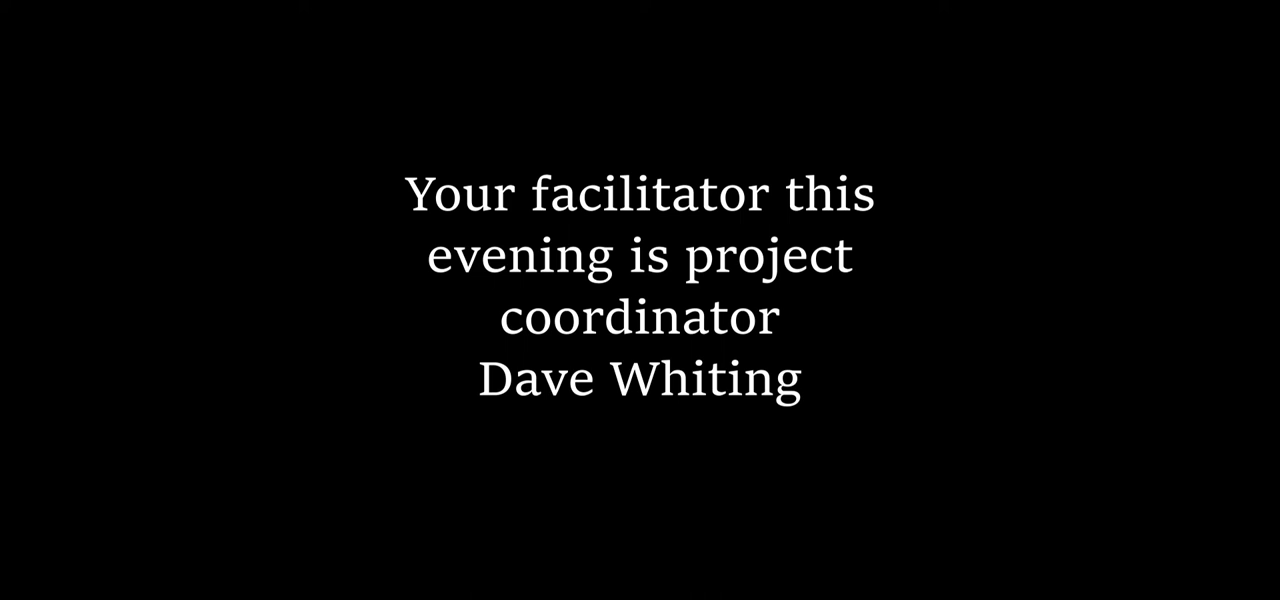 Your facilitator this
evening is project
coordinator
Dave Whiting